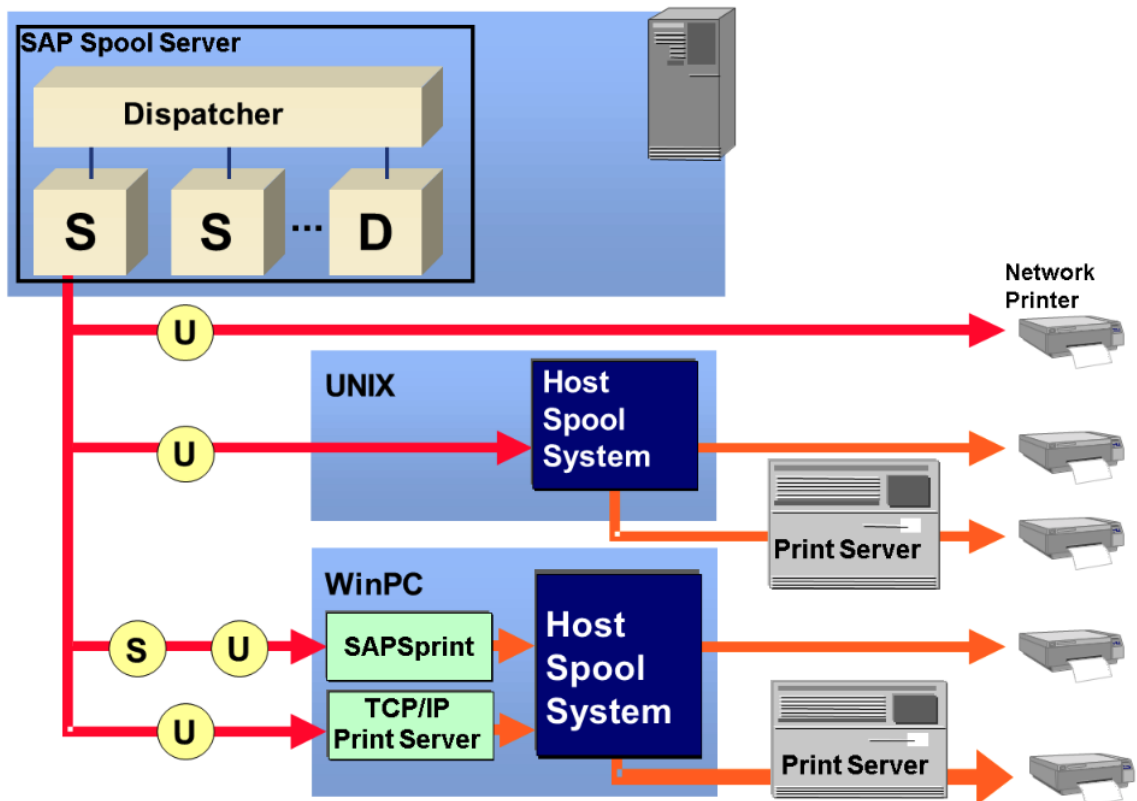 SAP Spool Server
Dispatcher
S
S
...
D
Network
Printer
U
UNIX
Host
Spool
System
U
Print Server
WinPC
S
U
SAPSprint
Host
Spool
System
U
TCP/IP
Print Server
Print Server